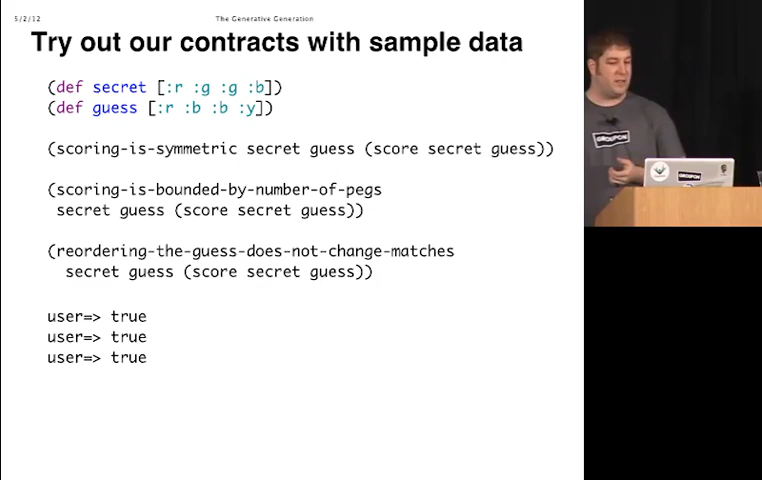 5/2/12
The Generative Generation
Try out our contracts with sample data
(def secret [:r :g :g :b])
(def guess [:r :b :b :y])
(scoring-is-symmetric secret guess (score secret guess))
(scoring-is-bounded-by-number-of-pegs
secret guess (score secret guess))
(reordering-the-guess-does-not-change-matches
secret guess (score secret guess))
user=> true
user=> true
user=> true
GROUPON
GROUPON